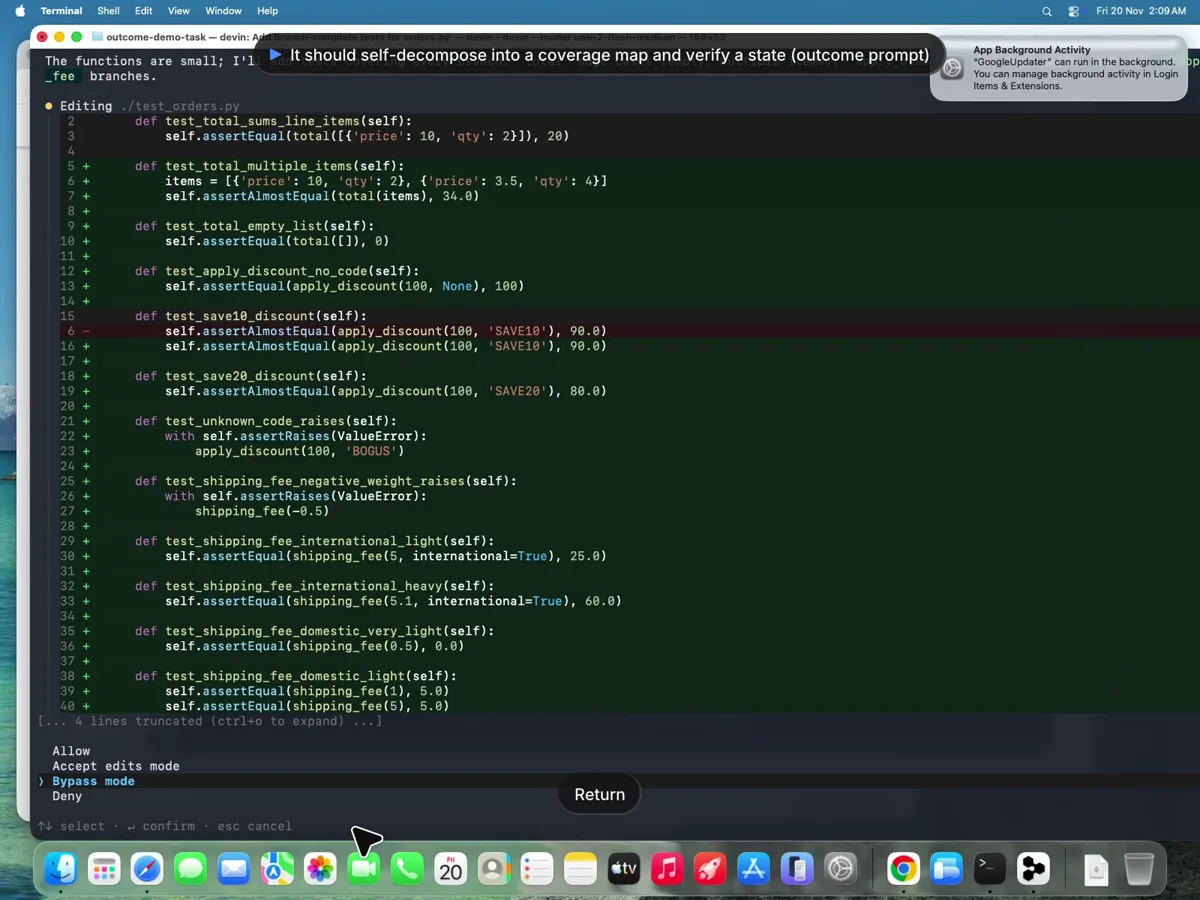 Terminal Shell Edit View Window Help
Fri 20 Nov 2:09 AM
outcome-demo-task — devin: Add branch-complete tests for orders.py — devin
▶ It should self-decompose into a coverage map and verify a state (outcome prompt)
App Background Activity
"GoogleUpdater" can run in the background.
You can manage background activity in Login
Items & Extensions.
The functions are small; I'll
_fee branches.
● Editing ./test_orders.py
2 def test_total_sums_line_items(self):
3 self.assertEqual(total([{'price': 10, 'qty': 2}]), 20)
4
5 + def test_total_multiple_items(self):
6 + items = [{'price': 10, 'qty': 2}, {'price': 3.5, 'qty': 4}]
7 + self.assertAlmostEqual(total(items), 34.0)
8 +
9 + def test_total_empty_list(self):
10 + self.assertEqual(total([]), 0)
11 +
12 + def test_apply_discount_no_code(self):
13 + self.assertEqual(apply_discount(100, None), 100)
14 +
15 def test_save10_discount(self):
6 - self.assertAlmostEqual(apply_discount(100, 'SAVE10'), 90.0)
16 + self.assertAlmostEqual(apply_discount(100, 'SAVE10'), 90.0)
17 +
18 + def test_save20_discount(self):
19 + self.assertAlmostEqual(apply_discount(100, 'SAVE20'), 80.0)
20 +
21 + def test_unknown_code_raises(self):
22 + with self.assertRaises(ValueError):
23 + apply_discount(100, 'BOGUS')
24 +
25 + def test_shipping_fee_negative_weight_raises(self):
26 + with self.assertRaises(ValueError):
27 + shipping_fee(-0.5)
28 +
29 + def test_shipping_fee_international_light(self):
30 + self.assertEqual(shipping_fee(5, international=True), 25.0)
31 +
32 + def test_shipping_fee_international_heavy(self):
33 + self.assertEqual(shipping_fee(5.1, international=True), 60.0)
34 +
35 + def test_shipping_fee_domestic_very_light(self):
36 + self.assertEqual(shipping_fee(0.5), 0.0)
37 +
38 + def test_shipping_fee_domestic_light(self):
39 + self.assertEqual(shipping_fee(1), 5.0)
40 + self.assertEqual(shipping_fee(5), 5.0)
[... 4 lines truncated (ctrl+o to expand) ...]
Allow
Accept edits mode
❯ Bypass mode
Deny
Return
↑↓ select · ↵ confirm · esc cancel
Fri
20
tv